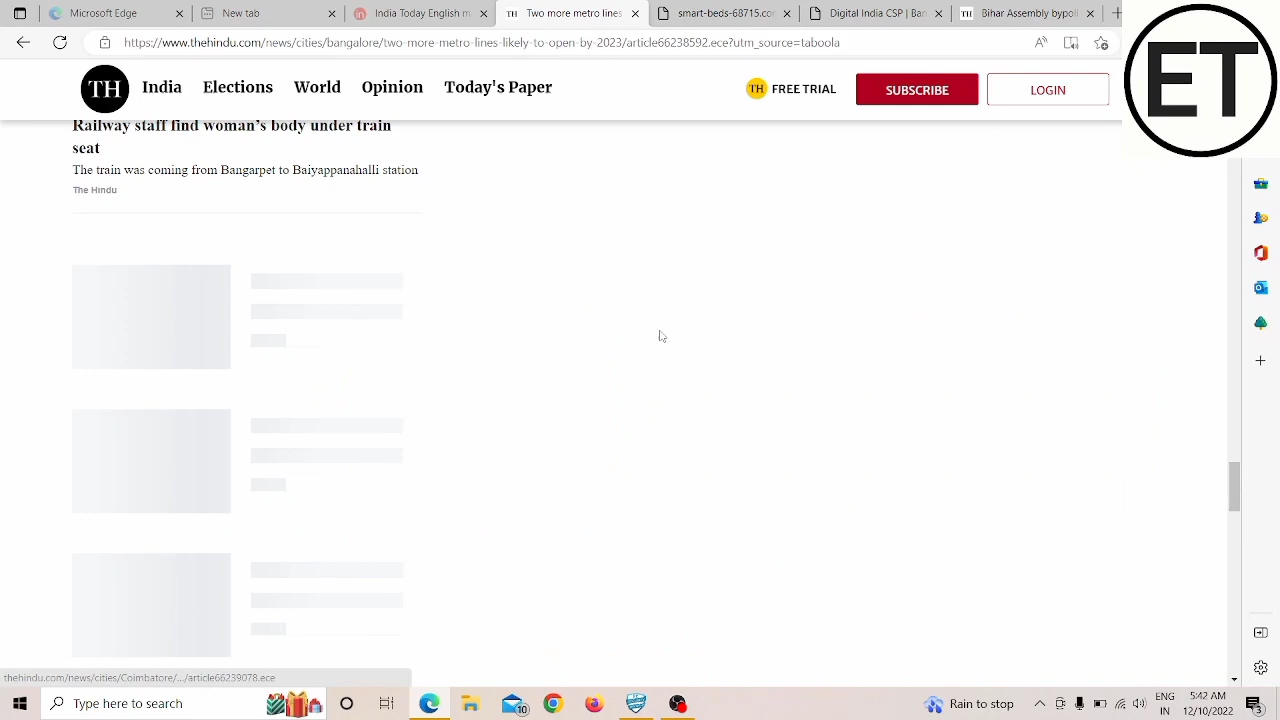 Microsoft Edge
New Tab
India Today English
Two more metro lines
smart-beds-6871.
Digital India CSP | Ban
Bihar Assembly bypoll
https://www.thehindu.com/news/cities/bangalore/two-more-metro-lines-likely-to-open-by-2023/article66238592.ece?utm_source=taboola
ET
TH
India
Elections
World
Opinion
Today's Paper
TH FREE TRIAL
SUBSCRIBE
LOGIN
Railway staff find woman's body under train
seat
The train was coming from Bangarpet to Baiyappanahalli station
The Hindu
thehindu.com/news/cities/Coimbatore/.../article66239078.ece
Type here to search
10
Rain to stop
ENG
IN
5:42 AM
12/10/2022
3